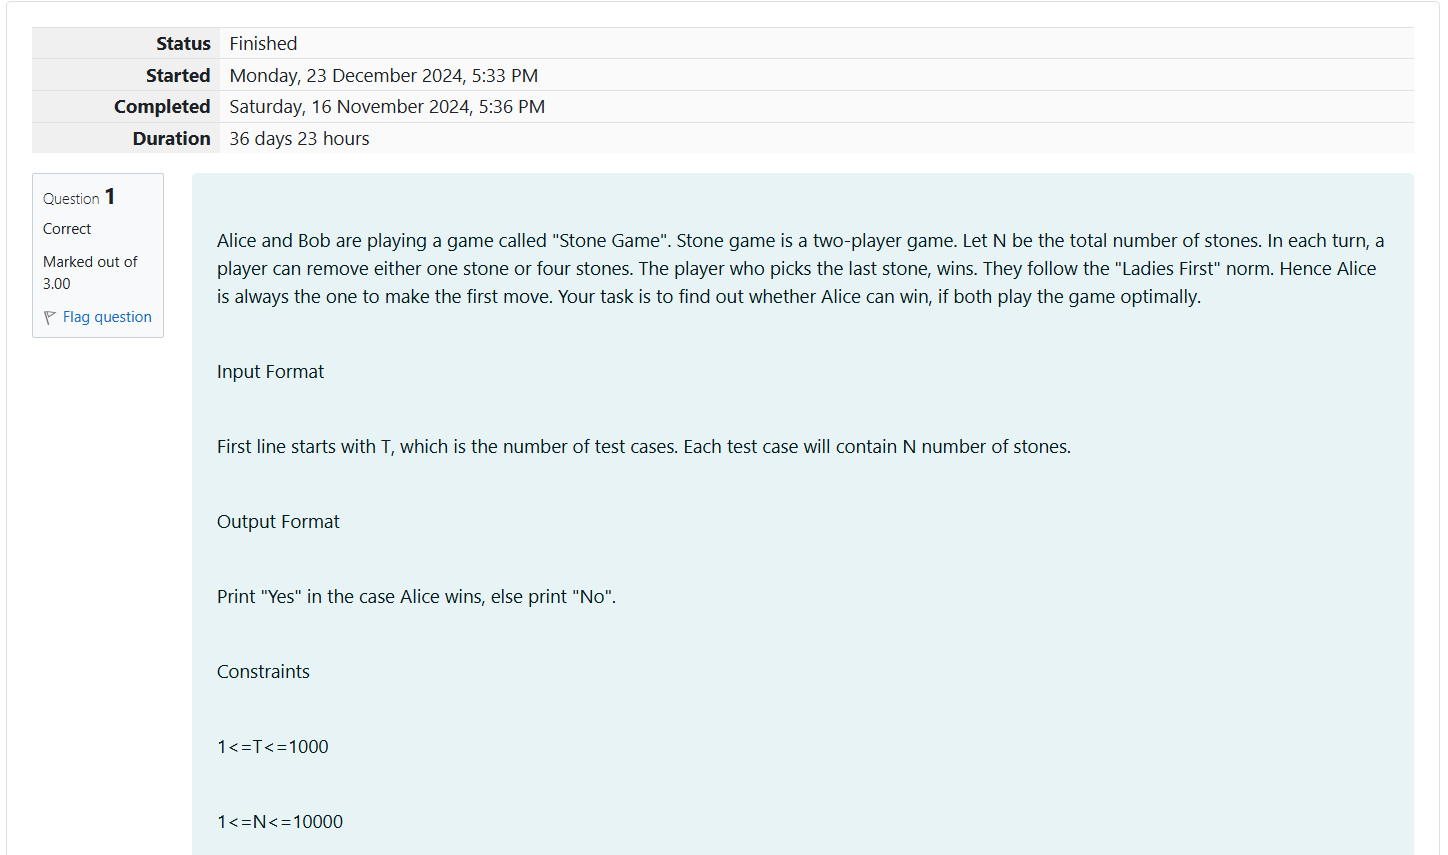 Status Finished
Started Monday, 23 December 2024, 5:33 PM
Completed Saturday, 16 November 2024, 5:36 PM
Duration 36 days 23 hours
Question 1
Correct
Marked out of
3.00
Flag question
Alice and Bob are playing a game called "Stone Game". Stone game is a two-player game. Let N be the total number of stones. In each turn, a
player can remove either one stone or four stones. The player who picks the last stone, wins. They follow the "Ladies First" norm. Hence Alice
is always the one to make the first move. Your task is to find out whether Alice can win, if both play the game optimally.
Input Format
First line starts with T, which is the number of test cases. Each test case will contain N number of stones.
Output Format
Print "Yes" in the case Alice wins, else print "No".
Constraints
1<=T<=1000
1<=N<=10000